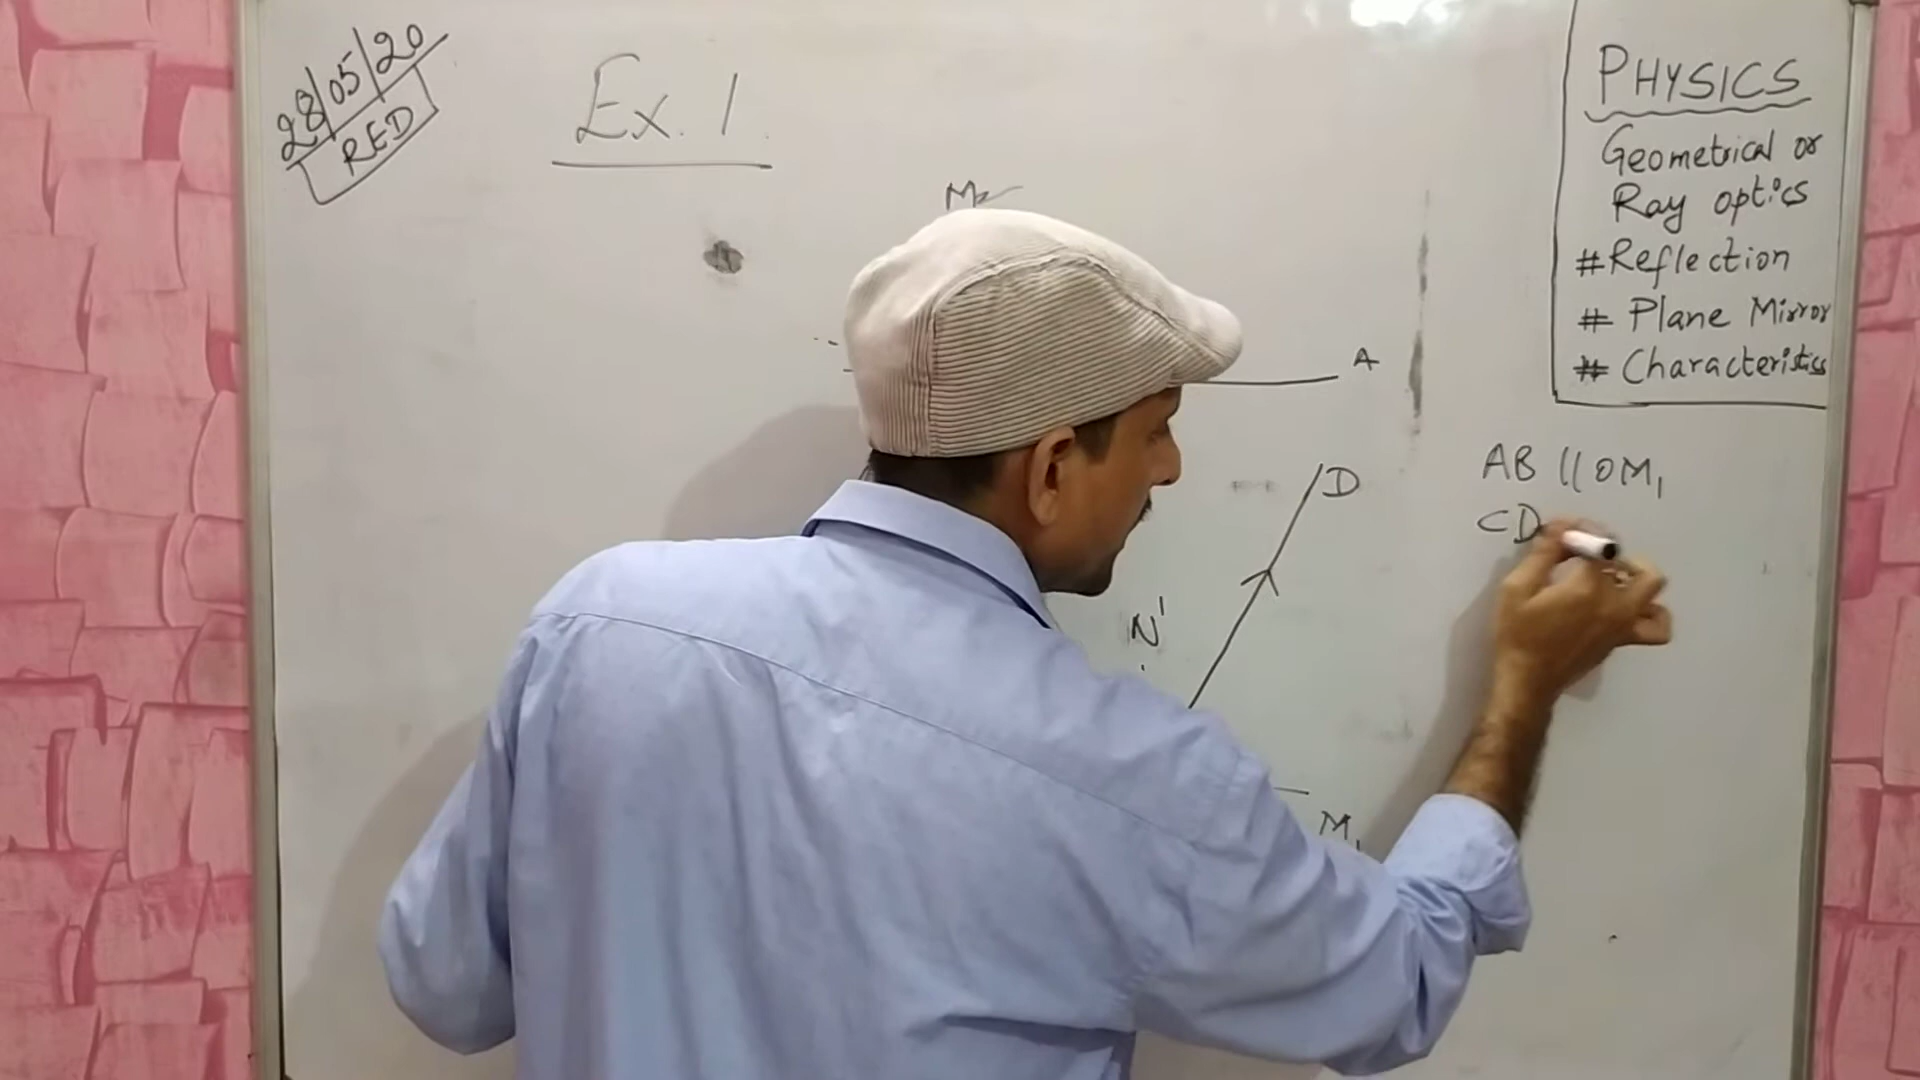 28/05/20
RED
Ex. 1.
M2
A
D
N'
M1
PHYSICS
Geometrical or
Ray optics
#Reflection
# Plane Mirror
# Characteristics
AB || OM1
CD